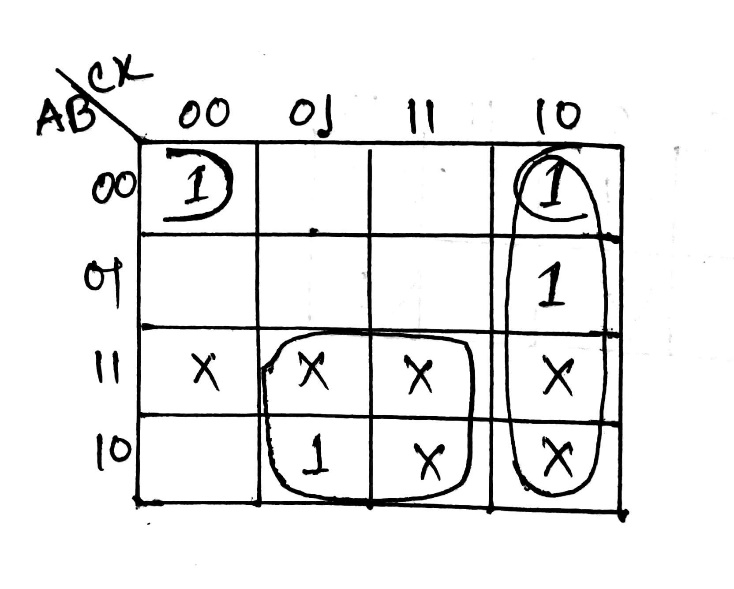 CX
AB 00 01 11 10
00 1 1
01 1
11 X X X X
10 1 X X